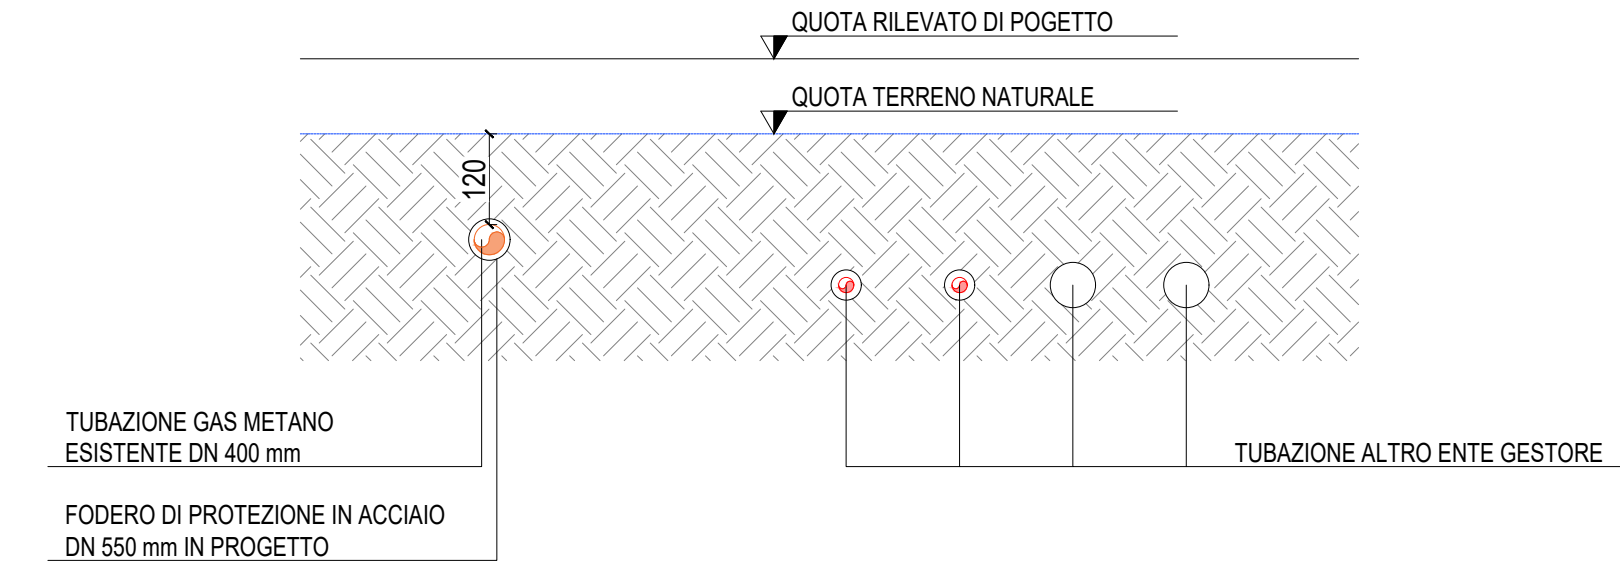 QUOTA RILEVATO DI POGETTO
QUOTA TERRENO NATURALE
120
TUBAZIONE GAS METANO
ESISTENTE DN 400 mm
TUBAZIONE ALTRO ENTE GESTORE
FODERO DI PROTEZIONE IN ACCIAIO
DN 550 mm IN PROGETTO